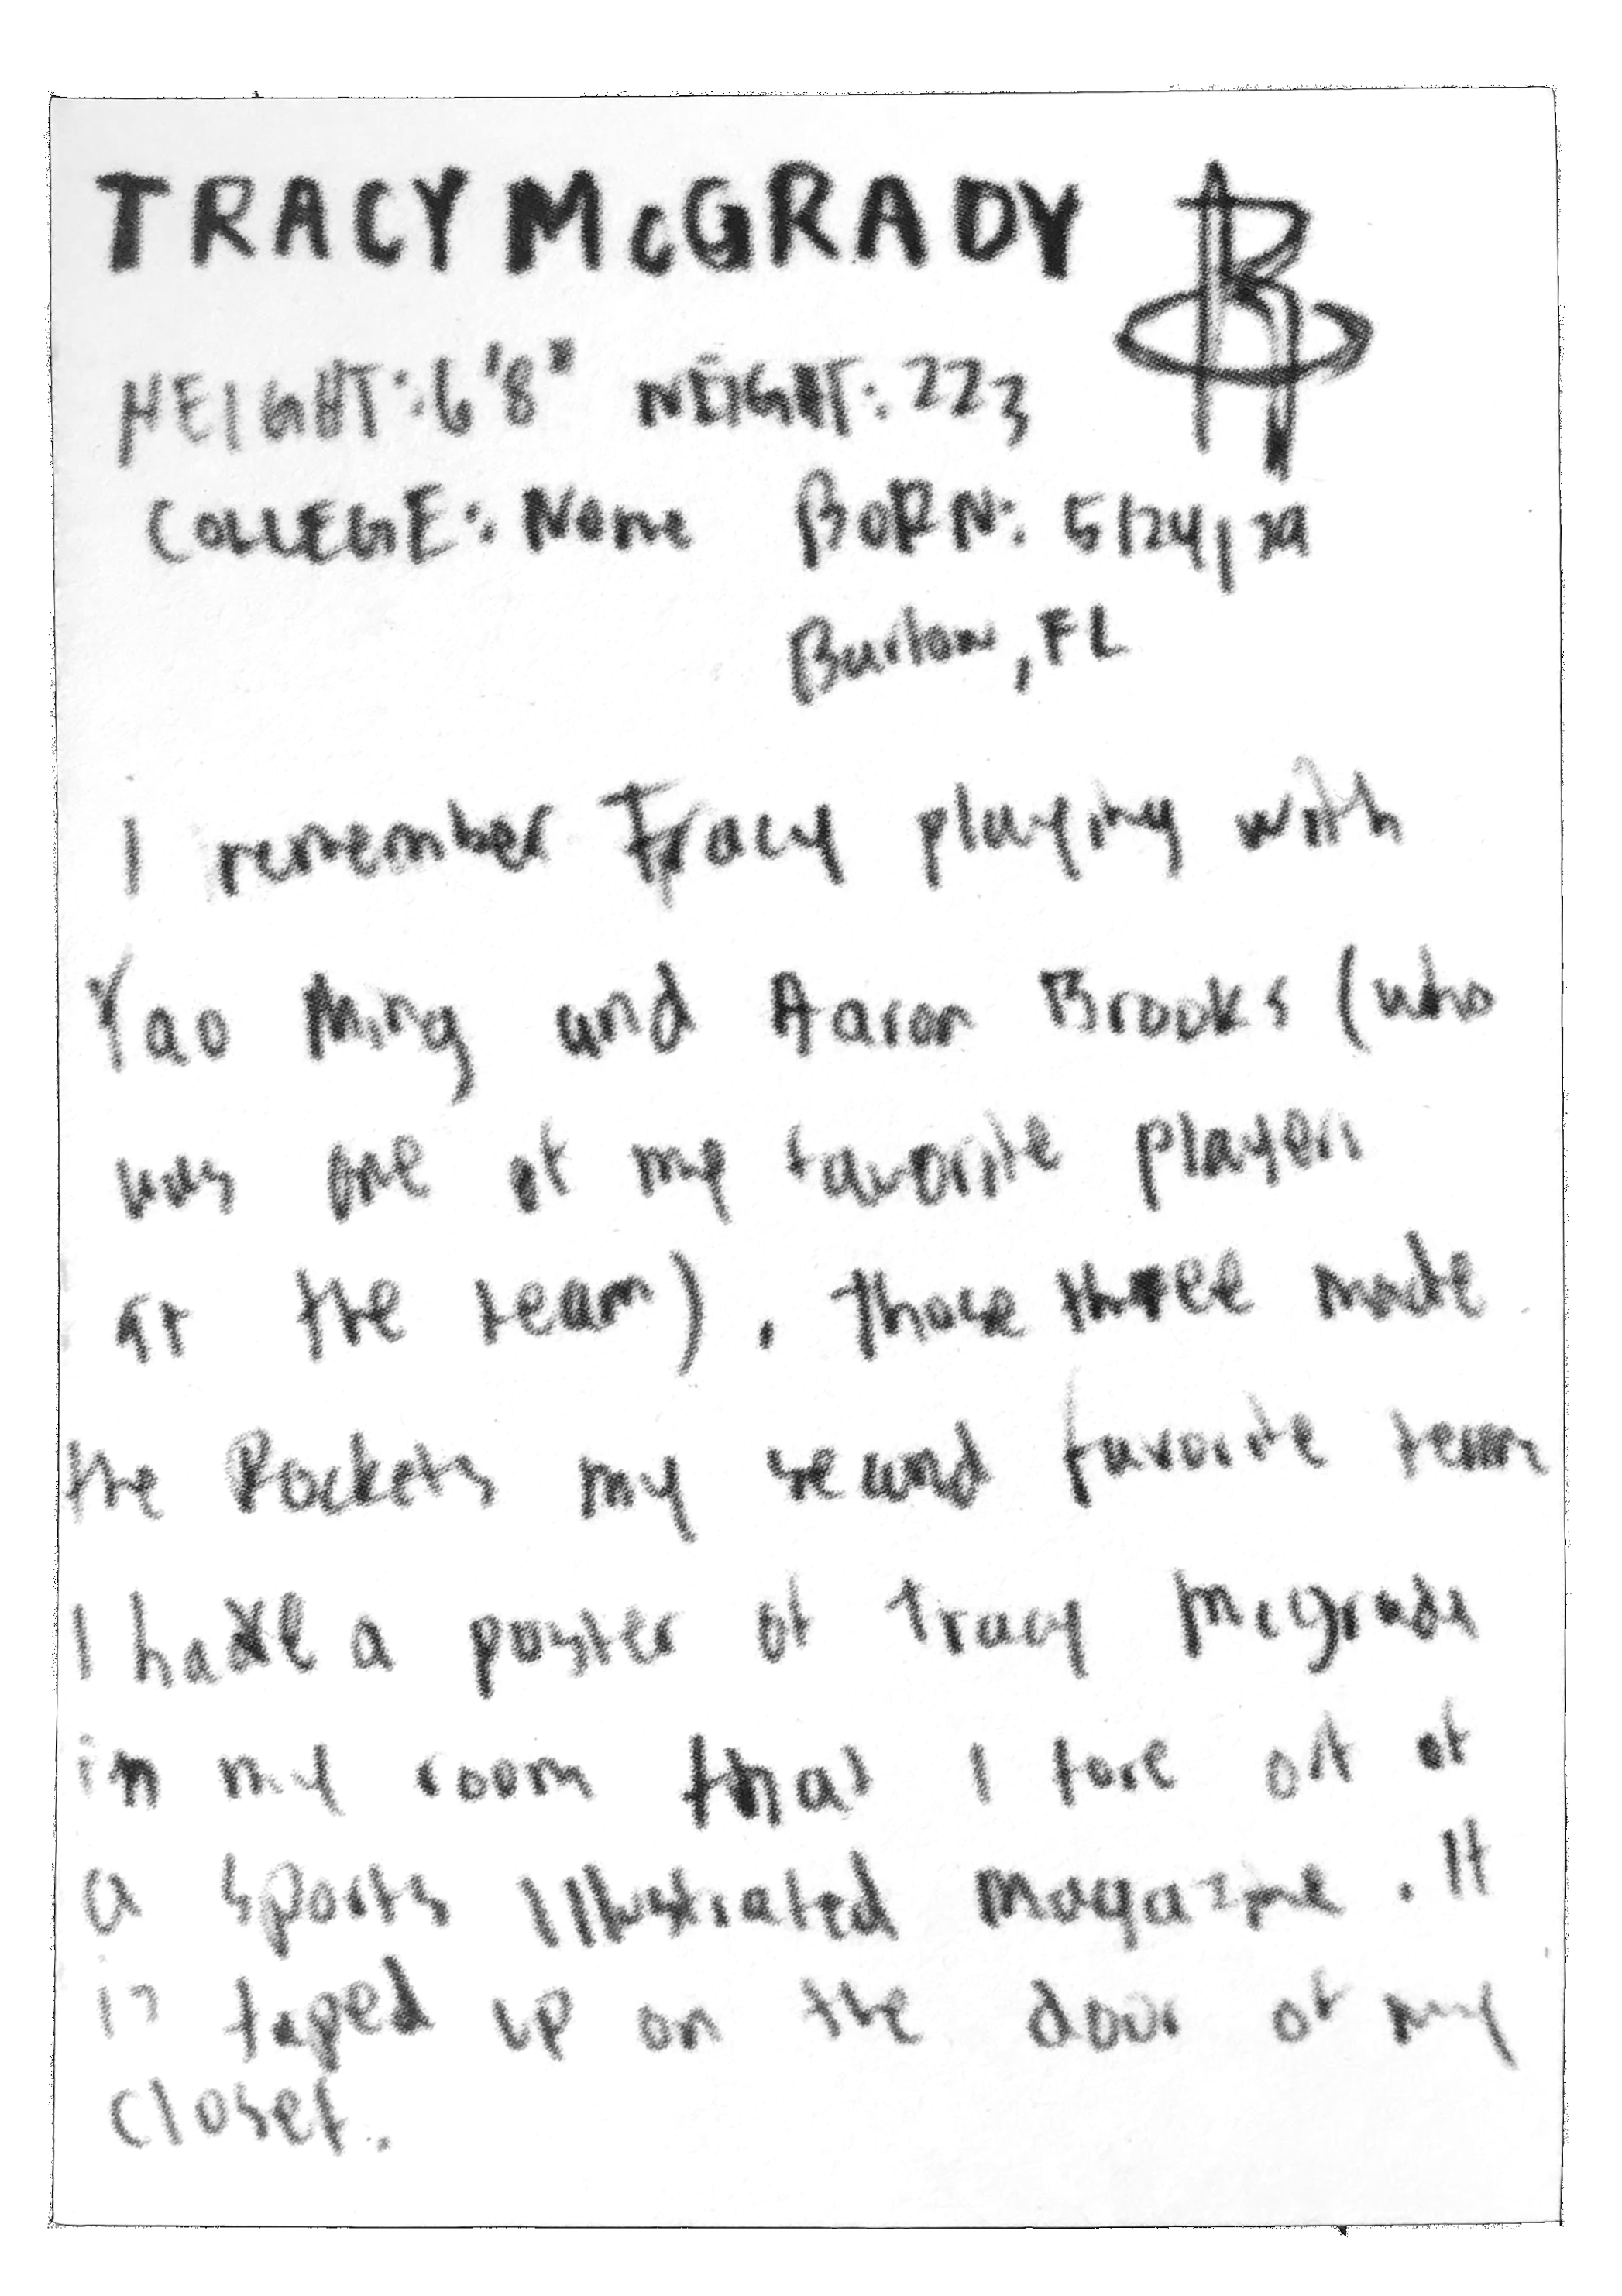 TRACY McGRADY
HEIGHT: 6'8" WEIGHT: 223
COLLEGE: None BORN: 5/24/79
Bartow, FL
I remember Tracy playing with
Yao Ming and Aaron Brooks (who
was one of my favorite players
at the team). Those three made
the Rockets my second favorite team
I have a poster of Tracy McGrady
in my room that I tore out of
a Sports Illustrated magazine. It
is taped up on the door of my
closet.